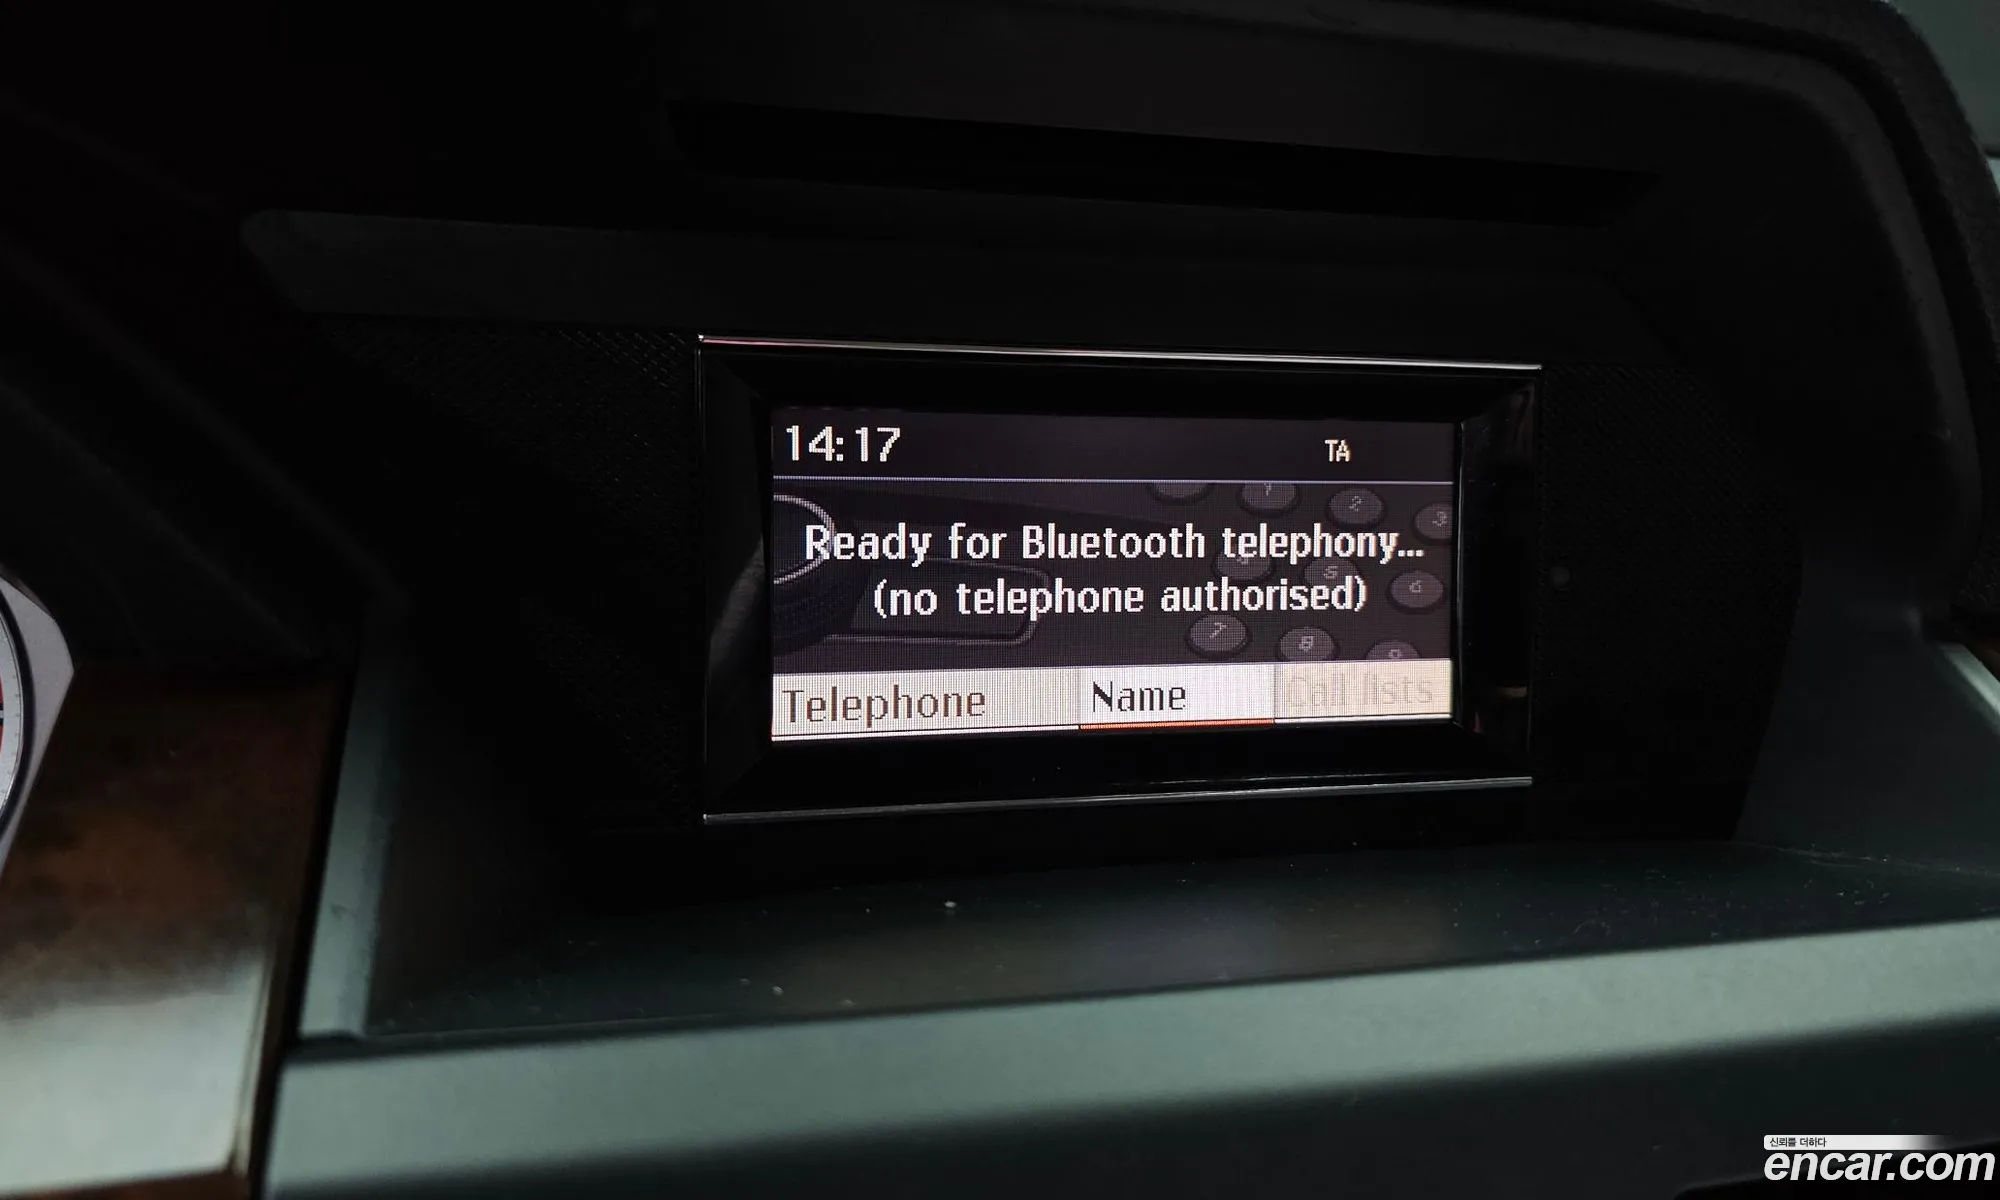 14:17 TA
Ready for Bluetooth telephony...
(no telephone authorised)
Telephone Name Call lists
신뢰를 더하다
encar.com